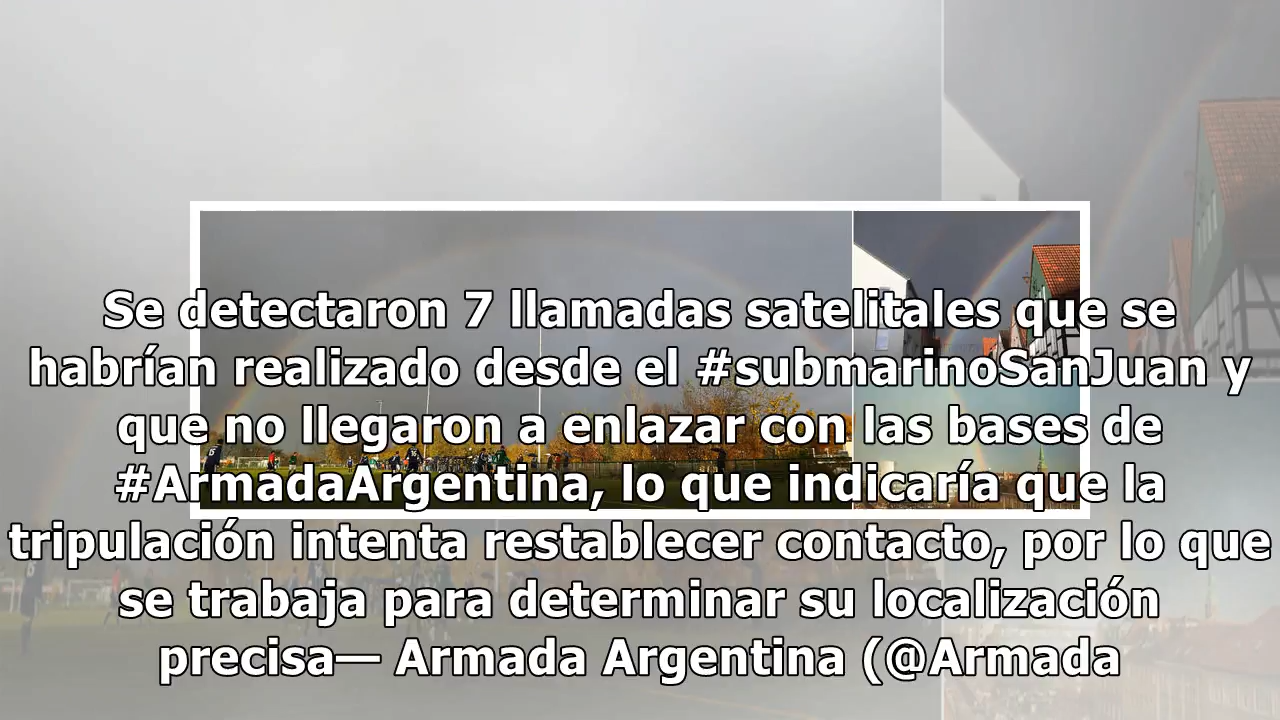 Se detectaron 7 llamadas satelitales que se
habrían realizado desde el #submarinoSanJuan y
que no llegaron a enlazar con las bases de
#ArmadaArgentina, lo que indicaría que la
tripulación intenta restablecer contacto, por lo que
se trabaja para determinar su localización
precisa— Armada Argentina (@Armada